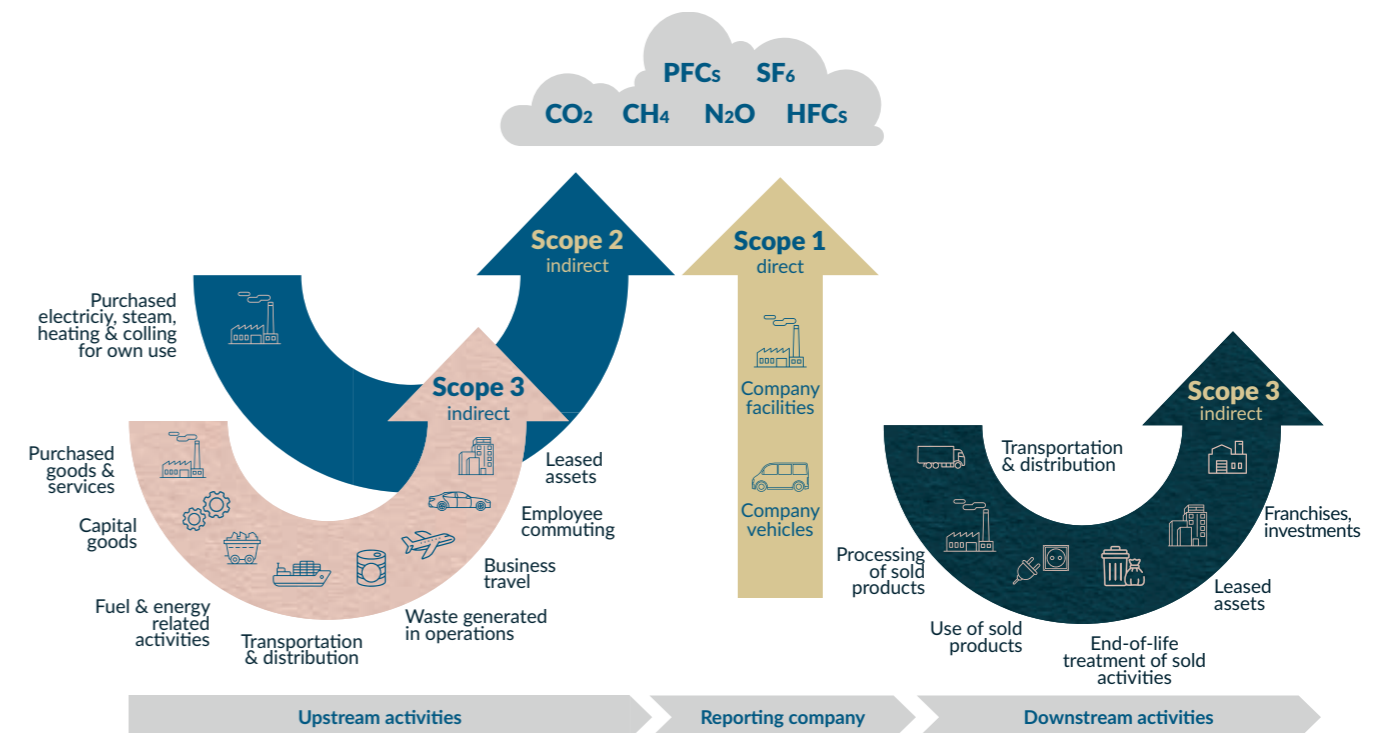 PFCs SF6
CO2 CH4 N2O HFCs
Scope 2
indirect
Scope 1
direct
Purchased
electriciy, steam,
heating & colling
for own use
Company
facilities
Company
vehicles
Scope 3
indirect
Purchased
goods &
services
Capital
goods
Fuel & energy
related
activities
Transportation
& distribution
Waste generated
in operations
Business
travel
Employee
commuting
Leased
assets
Scope 3
indirect
Transportation
& distribution
Processing
of sold
products
Use of sold
products
End-of-life
treatment of sold
activities
Leased
assets
Franchises,
investments
Upstream activities
Reporting company
Downstream activities